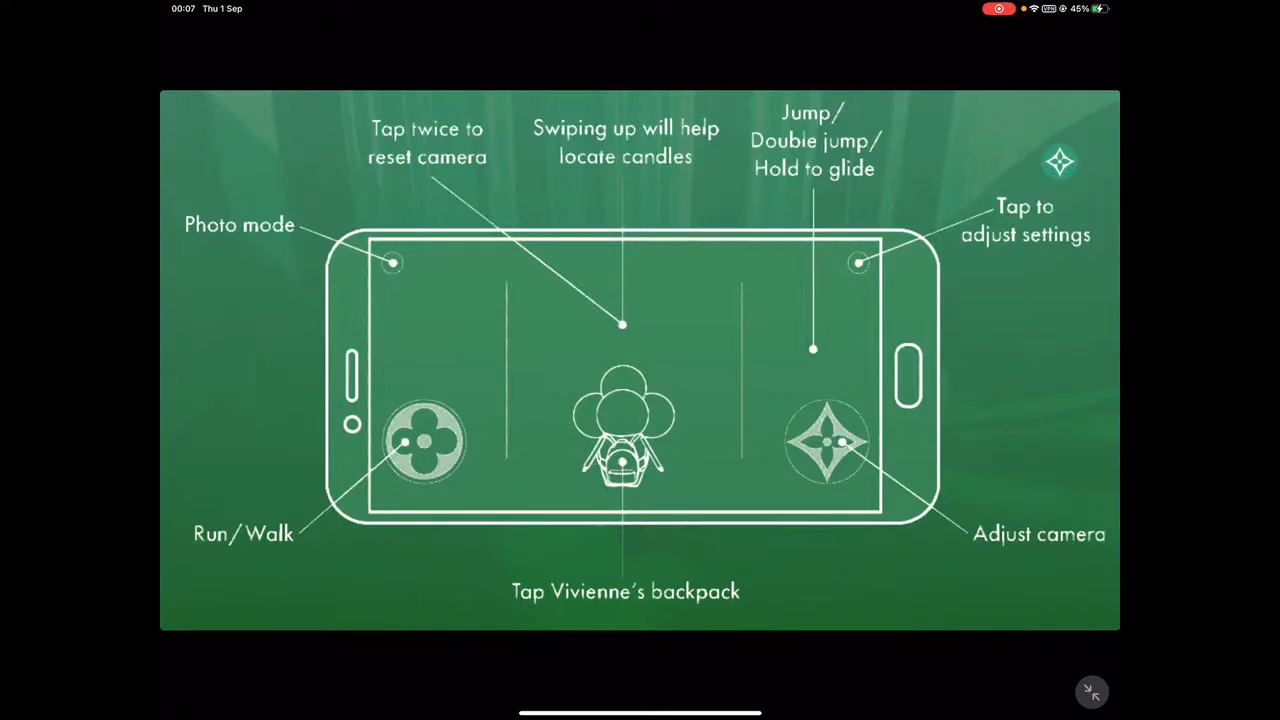 00:07 Thu 1 Sep
VPN 45%
Tap twice to
reset camera
Swiping up will help
locate candles
Jump/
Double jump/
Hold to glide
Photo mode
Tap to
adjust settings
Run/Walk
Adjust camera
Tap Vivienne's backpack